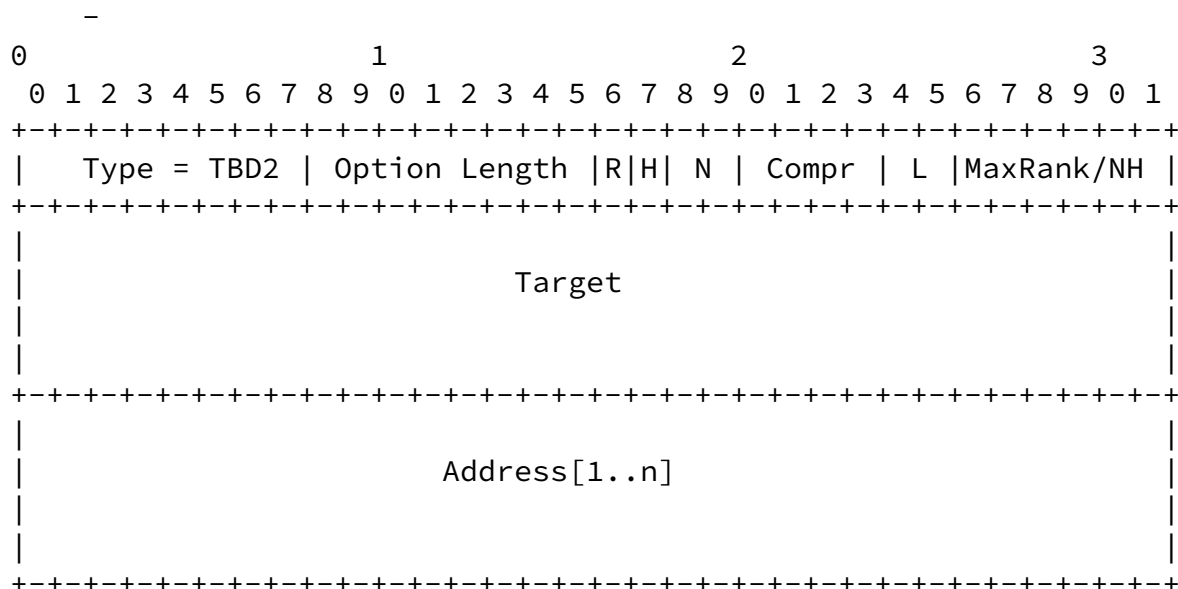 _
0                   1                   2                   3
 0 1 2 3 4 5 6 7 8 9 0 1 2 3 4 5 6 7 8 9 0 1 2 3 4 5 6 7 8 9 0 1
+-+-+-+-+-+-+-+-+-+-+-+-+-+-+-+-+-+-+-+-+-+-+-+-+-+-+-+-+-+-+-+-+
|   Type = TBD2 | Option Length |R|H| N | Compr | L |MaxRank/NH |
+-+-+-+-+-+-+-+-+-+-+-+-+-+-+-+-+-+-+-+-+-+-+-+-+-+-+-+-+-+-+-+-+
|                                                               |
|                           Target                              |
|                                                               |
|                                                               |
+-+-+-+-+-+-+-+-+-+-+-+-+-+-+-+-+-+-+-+-+-+-+-+-+-+-+-+-+-+-+-+-+
|                                                               |
|                       Address[1..n]                           |
|                                                               |
|                                                               |
+-+-+-+-+-+-+-+-+-+-+-+-+-+-+-+-+-+-+-+-+-+-+-+-+-+-+-+-+-+-+-+-+